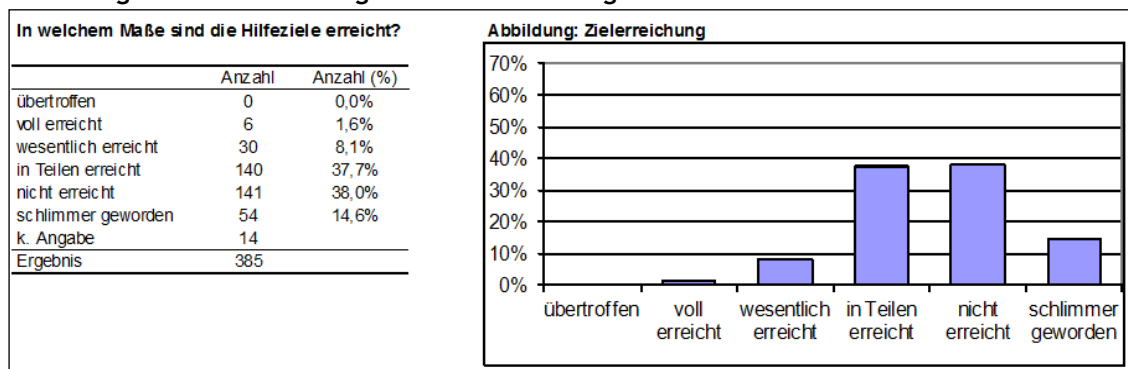 In welchem Maße sind die Hilfeziele erreicht?
Anzahl Anzahl (%)
übertroffen 0 0,0%
voll erreicht 6 1,6%
wesentlich erreicht 30 8,1%
in Teilen erreicht 140 37,7%
nicht erreicht 141 38,0%
schlimmer geworden 54 14,6%
k. Angabe 14
Ergebnis 385
Abbildung: Zielerreichung
70%
60%
50%
40%
30%
20%
10%
0%
übertroffen voll wesentlich in Teilen nicht schlimmer
erreicht erreicht erreicht erreicht geworden